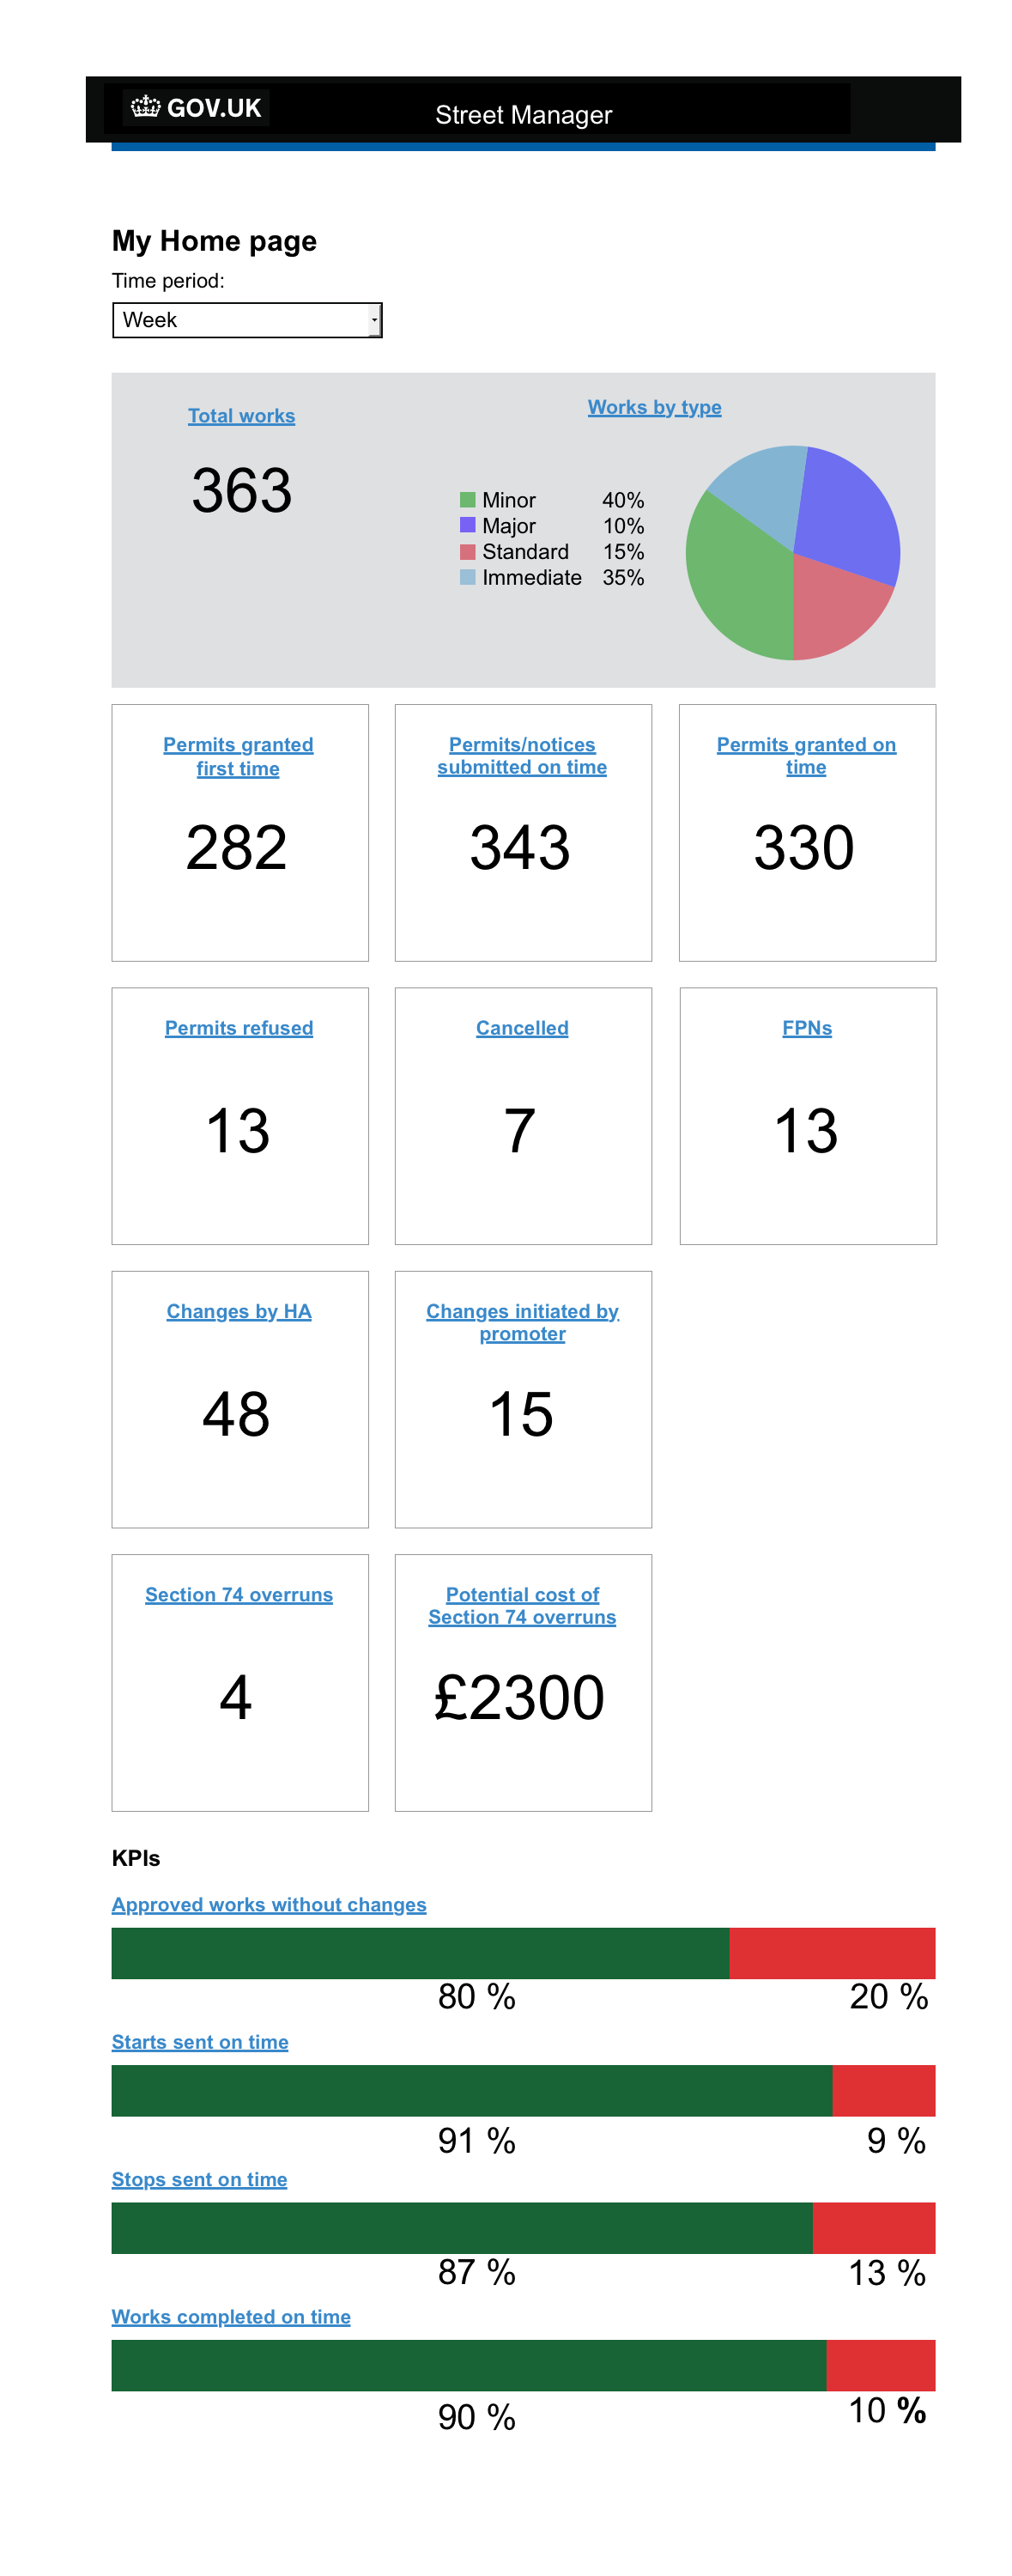 GOV.UK
Street Manager
My Home page
Time period:
Week
Total works
363
Works by type
Minor 40%
Major 10%
Standard 15%
Immediate 35%
Permits granted
first time
282
Permits/notices
submitted on time
343
Permits granted on
time
330
Permits refused
13
Cancelled
7
FPNs
13
Changes by HA
48
Changes initiated by
promoter
15
Section 74 overruns
4
Potential cost of
Section 74 overruns
£2300
KPIs
Approved works without changes
80 % 20 %
Starts sent on time
91 % 9 %
Stops sent on time
87 % 13 %
Works completed on time
90 % 10 %